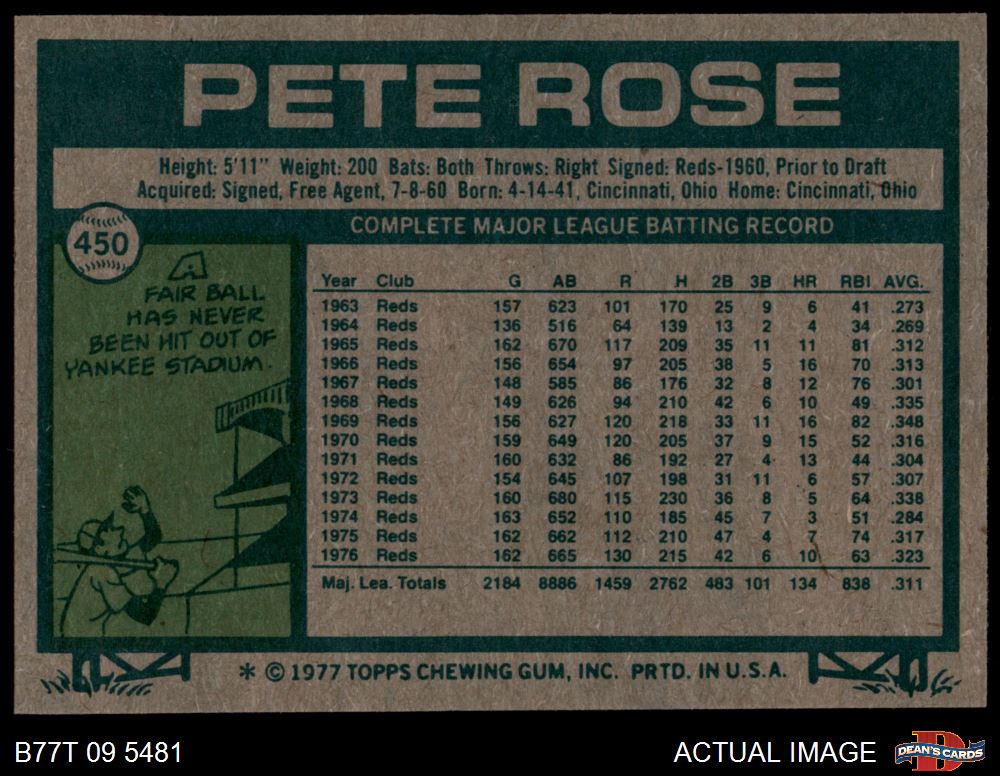 PETE ROSE
Height: 5'11" Weight: 200 Bats: Both Throws: Right Signed: Reds-1960, Prior to Draft
Acquired: Signed, Free Agent, 7-8-60 Born: 4-14-41, Cincinnati, Ohio Home: Cincinnati, Ohio
450
A
FAIR BALL
HAS NEVER
BEEN HIT OUT OF
YANKEE STADIUM.
COMPLETE MAJOR LEAGUE BATTING RECORD
Year Club G AB R H 2B 3B HR RBI AVG.
1963 Reds 157 623 101 170 25 9 6 41 .273
1964 Reds 136 516 64 139 13 2 4 34 .269
1965 Reds 162 670 117 209 35 11 11 81 .312
1966 Reds 156 654 97 205 38 5 16 70 .313
1967 Reds 148 585 86 176 32 8 12 76 .301
1968 Reds 149 626 94 210 42 6 10 49 .335
1969 Reds 156 627 120 218 33 11 16 82 .348
1970 Reds 159 649 120 205 37 9 15 52 .316
1971 Reds 160 632 86 192 27 4 13 44 .304
1972 Reds 154 645 107 198 31 11 6 57 .307
1973 Reds 160 680 115 230 36 8 5 64 .338
1974 Reds 163 652 110 185 45 7 3 51 .284
1975 Reds 162 662 112 210 47 4 7 74 .317
1976 Reds 162 665 130 215 42 6 10 63 .323
Maj. Lea. Totals 2184 8886 1459 2762 483 101 134 838 .311
* © 1977 TOPPS CHEWING GUM, INC. PRTD. IN U.S.A.
B77T 09 5481
ACTUAL IMAGE
D
DEAN'S CARDS